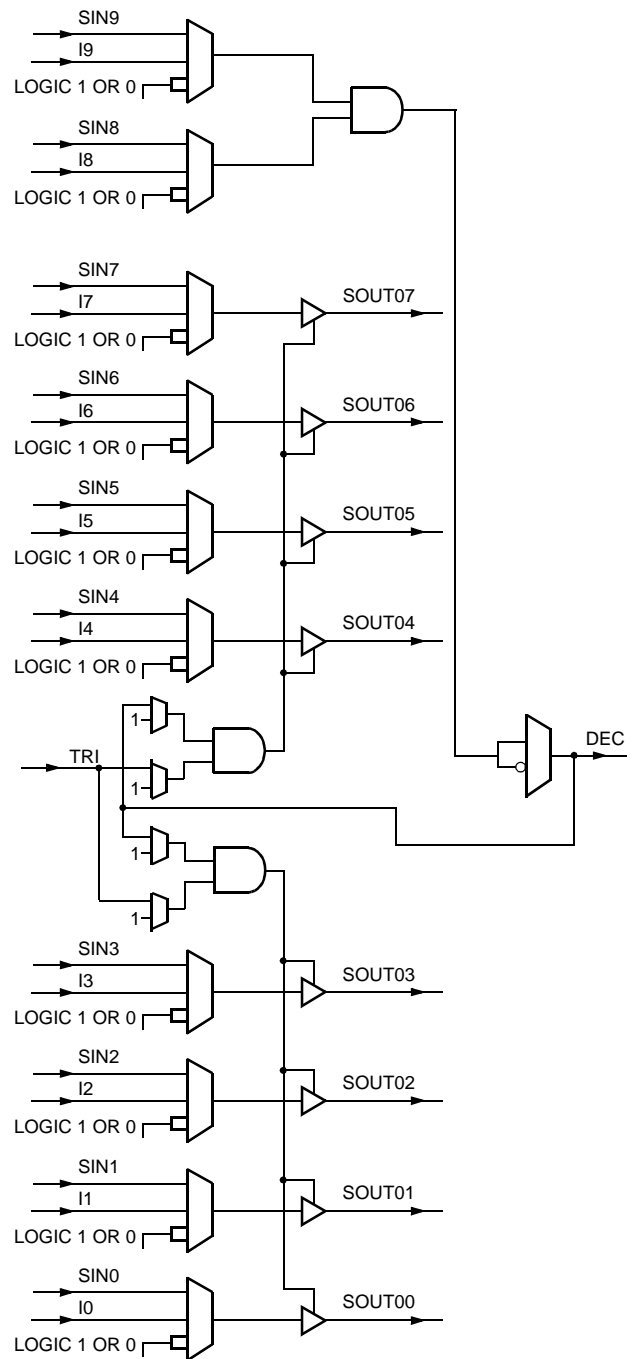 SIN9
I9
LOGIC 1 OR 0
SIN8
I8
LOGIC 1 OR 0
SIN7
I7
SOUT07
LOGIC 1 OR 0
SIN6
I6
SOUT06
LOGIC 1 OR 0
SIN5
I5
SOUT05
LOGIC 1 OR 0
SIN4
I4
SOUT04
LOGIC 1 OR 0
1
TRI
DEC
1
1
1
SIN3
I3
SOUT03
LOGIC 1 OR 0
SIN2
I2
SOUT02
LOGIC 1 OR 0
SIN1
I1
SOUT01
LOGIC 1 OR 0
SIN0
I0
SOUT00
LOGIC 1 OR 0